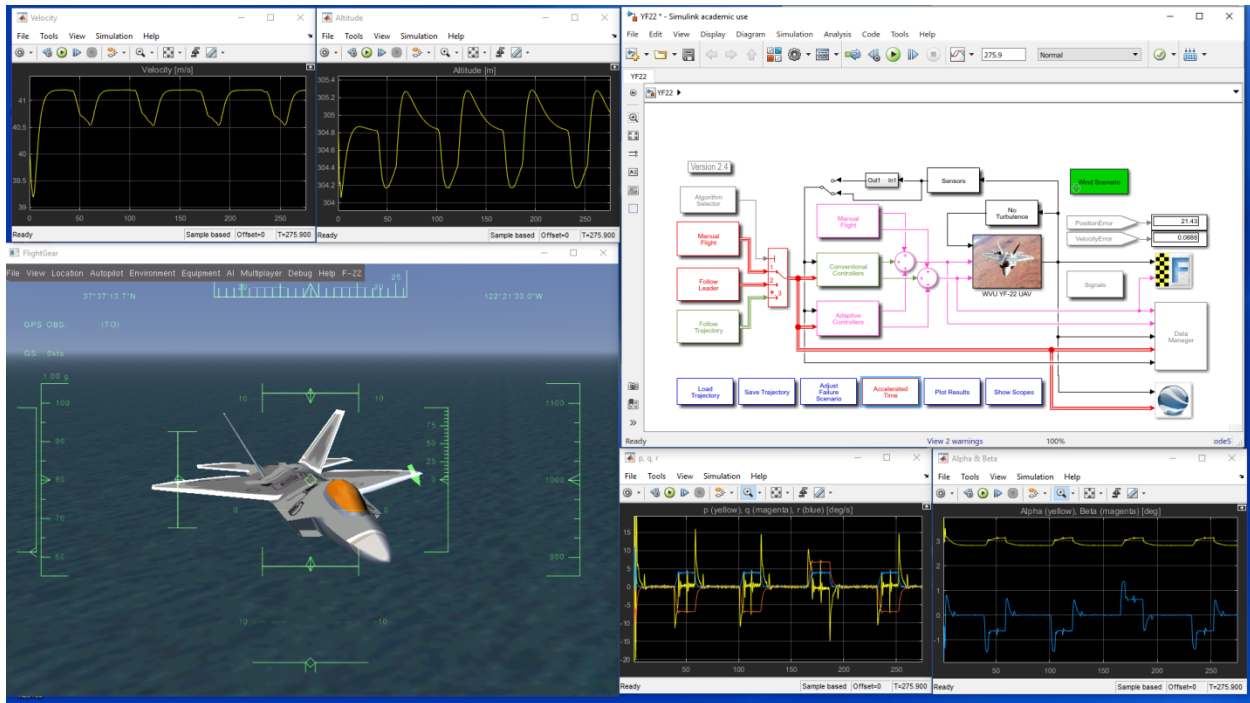 Velocity
File Tools View Simulation Help
Velocity [m/s]
41
40.5
40
39.5
39
0 50 100 150 200 250
Ready Sample based Offset=0 T=275.900
Altitude
File Tools View Simulation Help
Altitude [m]
305.4
305.2
305
304.8
304.6
304.4
304.2
304
0 50 100 150 200 250
Ready Sample based Offset=0 T=275.900
YF22 * - Simulink academic use
File Edit View Display Diagram Simulation Analysis Code Tools Help
275.9 Normal
YF22
YF22
Version 2.4
Algorithm Selector
Manual Flight
Follow Leader
Follow Trajectory
1
2
*, 3
Out1 In1
Sensors
Manual Flight
Conventional Controllers
Adaptive Controllers
No Turbulence
WVU YF-22 UAV
Wind Scenario
PositionError 21.43
VelocityError 0.0888
Signals
Data Manager
Load Trajectory
Save Trajectory
Adjust Failure Scenario
Accelerated Time
Plot Results
Show Scopes
Ready View 2 warnings 100% ode5
FlightGear
File View Location Autopilot Environment Equipment AI Multiplayer Debug Help F-22
25
20 20
37°37'13.7"N 122°21'33.0"W
GPS OBS: (TO)
GS: 0kts
1.00 g
100 1100
90
80 1000
70
60 900
75
50
25
0
10 10
0 0
10 -10
p, q, r
File Tools View Simulation Help
p (yellow), q (magenta), r (blue) [deg/s]
15
10
5
0
-5
-10
-15
-20
50 100 150 200 250
Ready Sample based Offset=0 T=275.900
Alpha & Beta
File Tools View Simulation Help
Alpha (yellow), Beta (magenta) [deg]
3
2
1
0
-1
50 100 150 200 250
Ready Sample based Offset=0 T=275.900